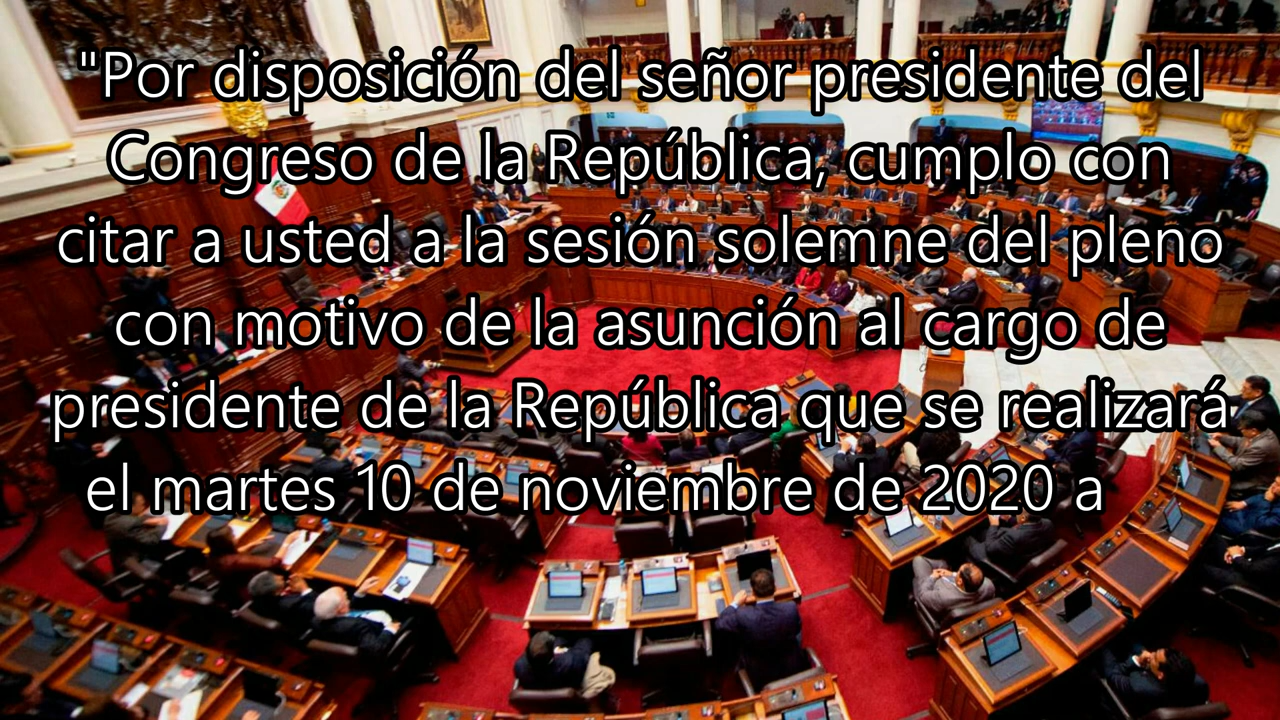 "Por disposición del señor presidente del
Congreso de la República, cumplo con
citar a usted a la sesión solemne del pleno
con motivo de la asunción al cargo de
presidente de la República que se realizará
el martes 10 de noviembre de 2020 a